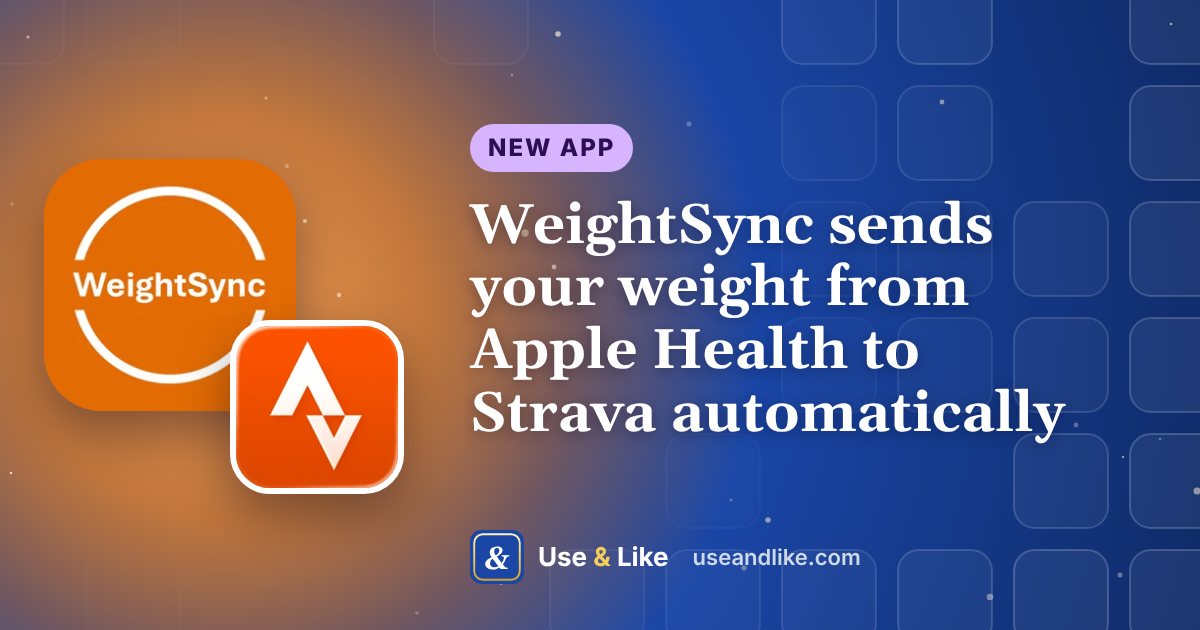 WeightSync
NEW APP
WeightSync sends
your weight from
Apple Health to
Strava automatically
& Use & Like useandlike.com